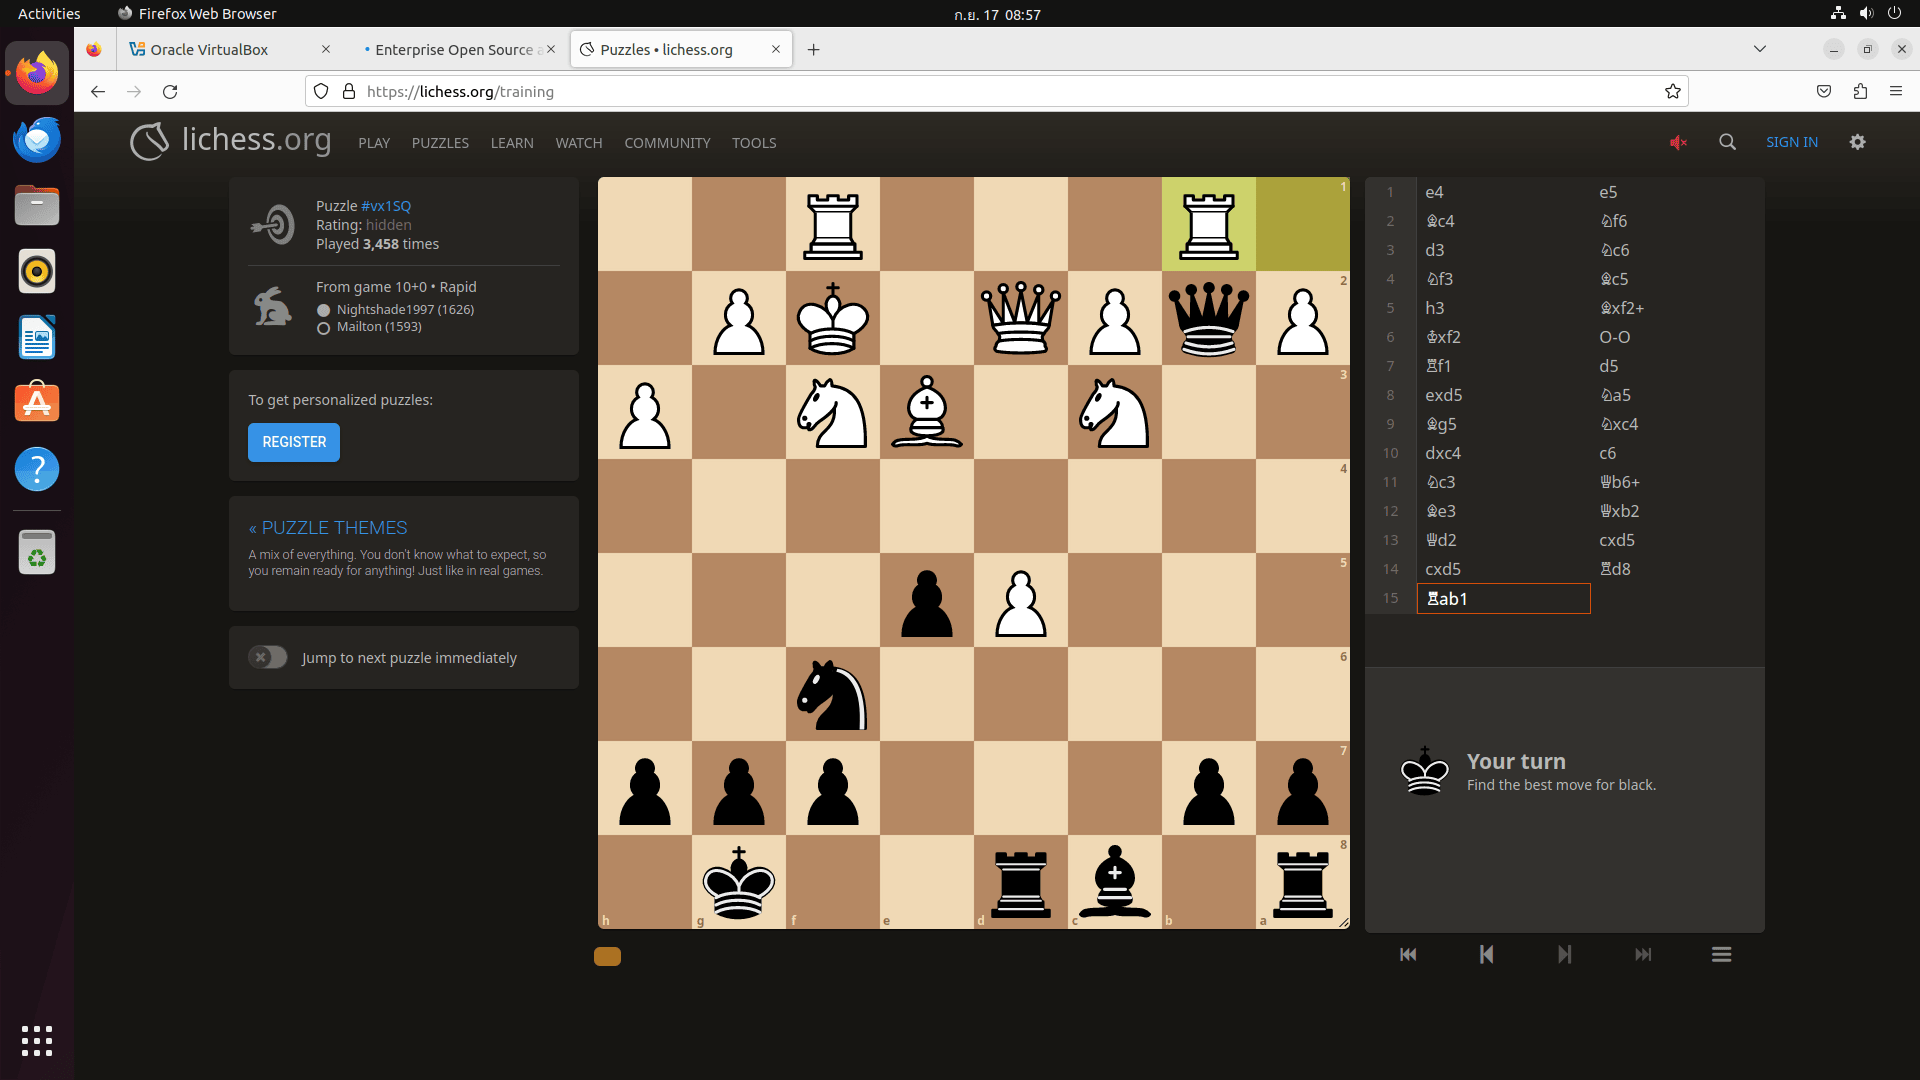 Activities
Firefox Web Browser
ก.ย. 17 08:57
Oracle VirtualBox
Enterprise Open Source a
Puzzles • lichess.org
https://lichess.org/training
lichess.org
PLAY
PUZZLES
LEARN
WATCH
COMMUNITY
TOOLS
SIGN IN
Puzzle #vx1SQ
Rating: hidden
Played 3,458 times
From game 10+0 • Rapid
Nightshade1997 (1626)
Mailton (1593)
To get personalized puzzles:
REGISTER
« PUZZLE THEMES
A mix of everything. You don't know what to expect, so
you remain ready for anything! Just like in real games.
Jump to next puzzle immediately
1
2
3
4
5
6
7
8
h
g
f
e
d
c
b
a
1 e4 e5
2 ♗c4 ♘f6
3 d3 ♘c6
4 ♘f3 ♗c5
5 h3 ♗xf2+
6 ♔xf2 O-O
7 ♖f1 d5
8 exd5 ♘a5
9 ♗g5 ♘xc4
10 dxc4 c6
11 ♘c3 ♕b6+
12 ♗e3 ♕xb2
13 ♕d2 cxd5
14 cxd5 ♖d8
15 ♖ab1
Your turn
Find the best move for black.